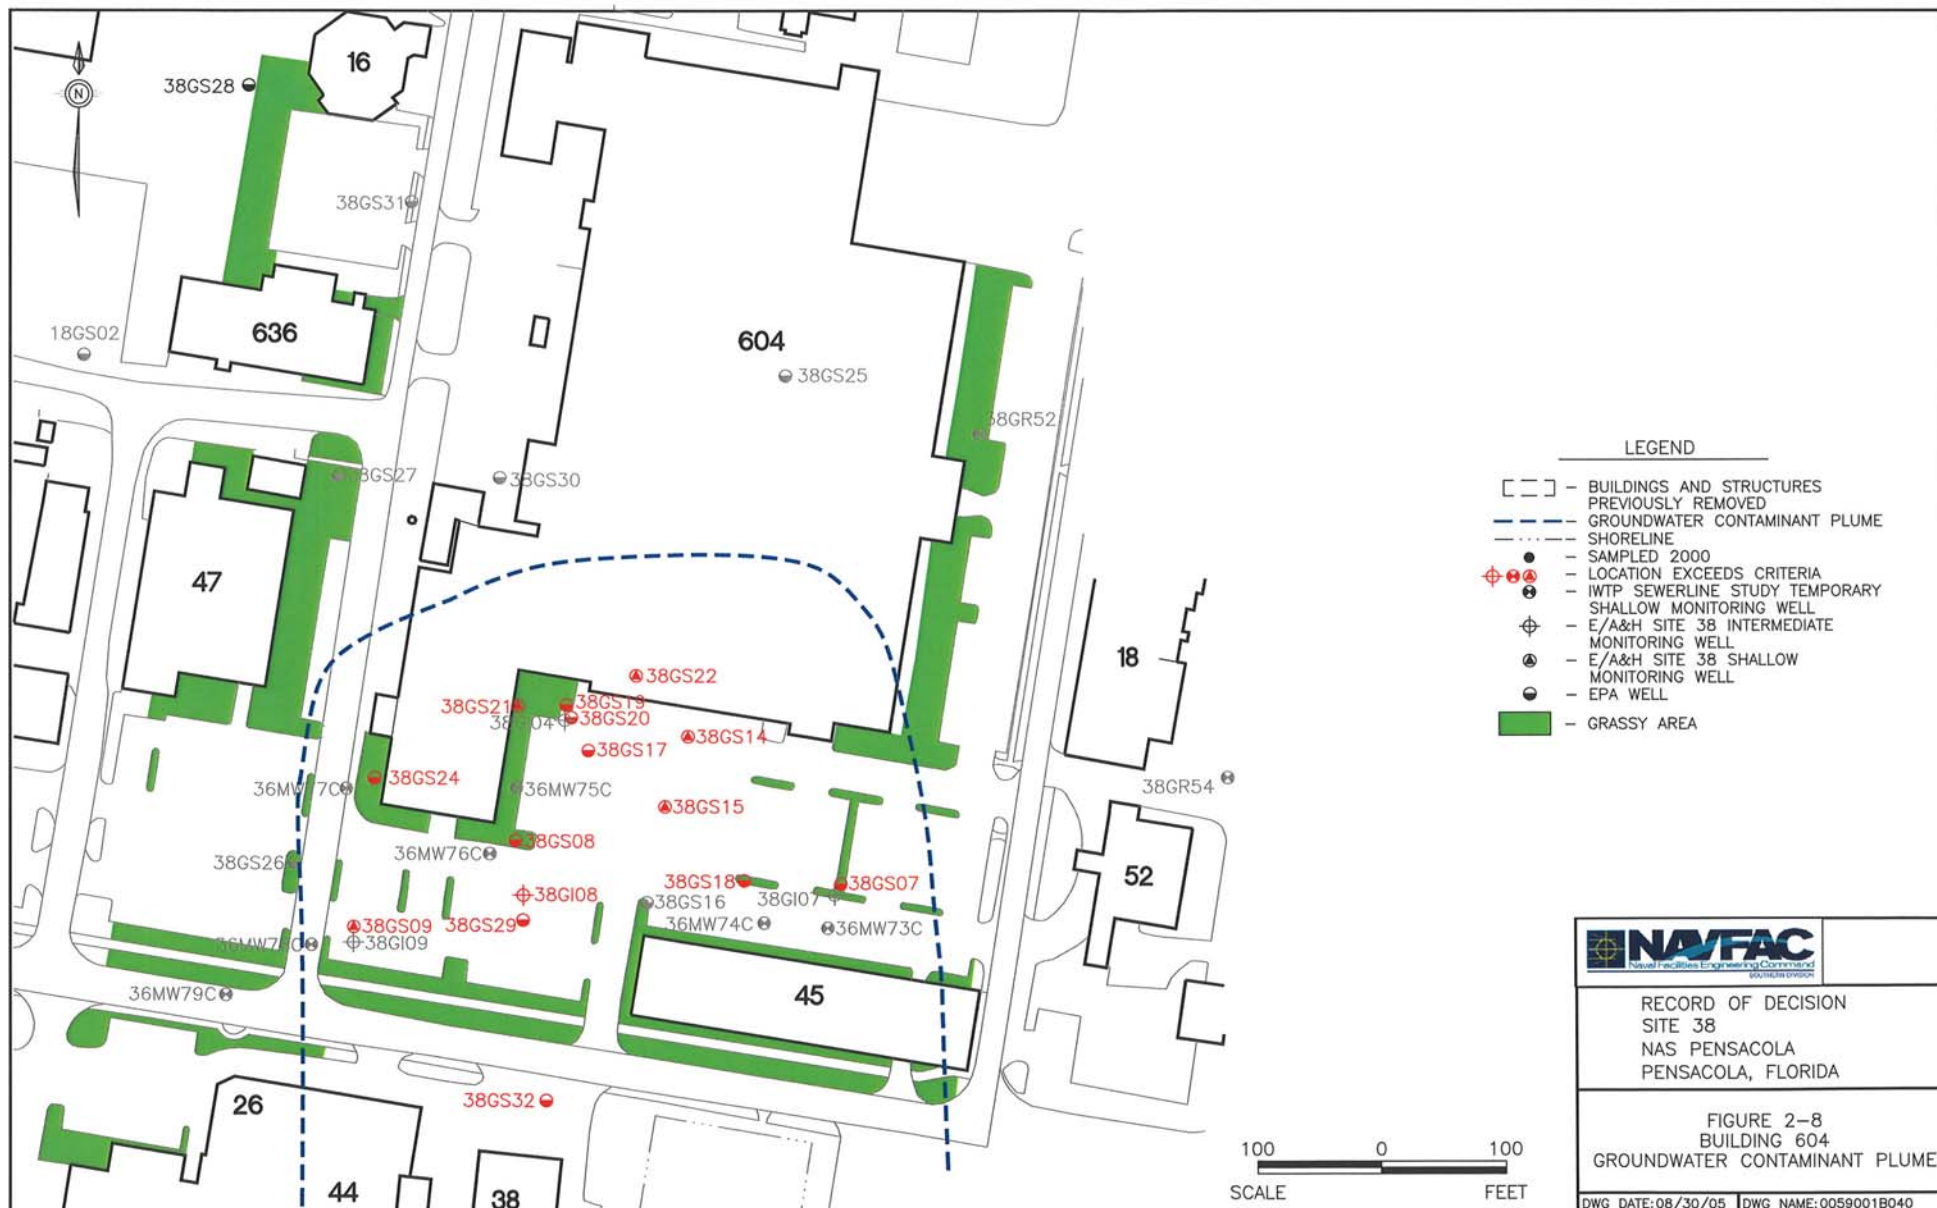 16
38GS28
N
38GS31
18GS02
636
604
38GS25
38GR52
38GS27
38GS30
47
18
38GS22
38GS21
38GS19
38GI04
38GS20
38GS14
38GS17
38GS24
36MW77C
36MW75C
38GR54
38GS15
38GS08
36MW76C
38GS26
52
38GS18
38GS07
38GI08
38GI07
38GS16
38GS09
38GS29
36MW74C
36MW73C
38GI09
36MW79C
45
26
38GS32
44
38
LEGEND
– BUILDINGS AND STRUCTURES
PREVIOUSLY REMOVED
– GROUNDWATER CONTAMINANT PLUME
– SHORELINE
– SAMPLED 2000
– LOCATION EXCEEDS CRITERIA
– IWTP SEWERLINE STUDY TEMPORARY
SHALLOW MONITORING WELL
– E/A&H SITE 38 INTERMEDIATE
MONITORING WELL
– E/A&H SITE 38 SHALLOW
MONITORING WELL
– EPA WELL
– GRASSY AREA
NAVFAC
Naval Facilities Engineering Command
SOUTHERN DIVISION
RECORD OF DECISION
SITE 38
NAS PENSACOLA
PENSACOLA, FLORIDA
100 0 100
SCALE FEET
FIGURE 2–8
BUILDING 604
GROUNDWATER CONTAMINANT PLUME
DWG DATE:08/30/05 DWG NAME:0059001B040